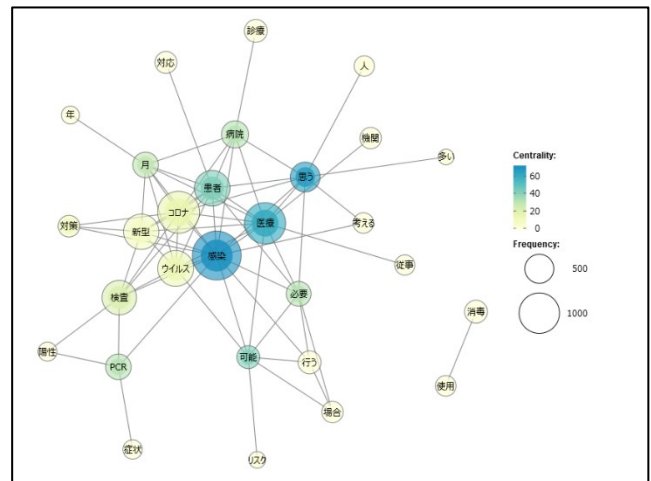 診療
対応
人
年
機関
病院
多い
月
思う
患者
コロナ
対策
新型
医療
考える
感染
従事
ウイルス
検査
必要
消毒
陽性
可能
行う
PCR
使用
場合
症状
リスク
Centrality:
60
40
20
0
Frequency:
500
1000